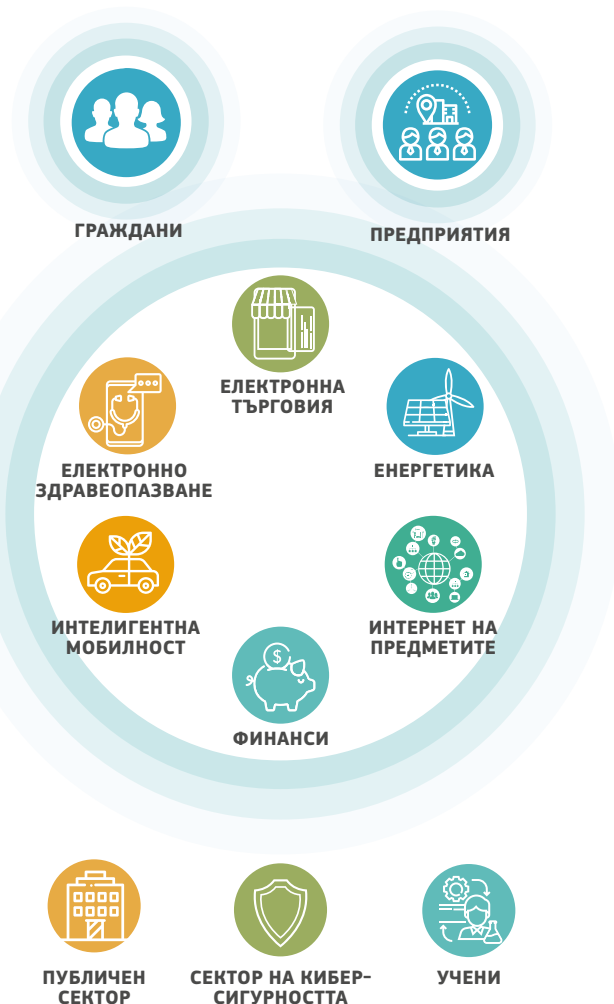 ГРАЖДАНИ
ПРЕДПРИЯТИЯ
ЕЛЕКТРОННА
ТЪРГОВИЯ
ЕЛЕКТРОННО
ЗДРАВЕОПАЗВАНЕ
ЕНЕРГЕТИКА
ИНТЕЛИГЕНТНА
МОБИЛНОСТ
ИНТЕРНЕТ НА
ПРЕДМЕТИТЕ
$
ФИНАНСИ
ПУБЛИЧЕН
СЕКТОР
СЕКТОР НА КИБЕР-
СИГУРНОСТТА
УЧЕНИ